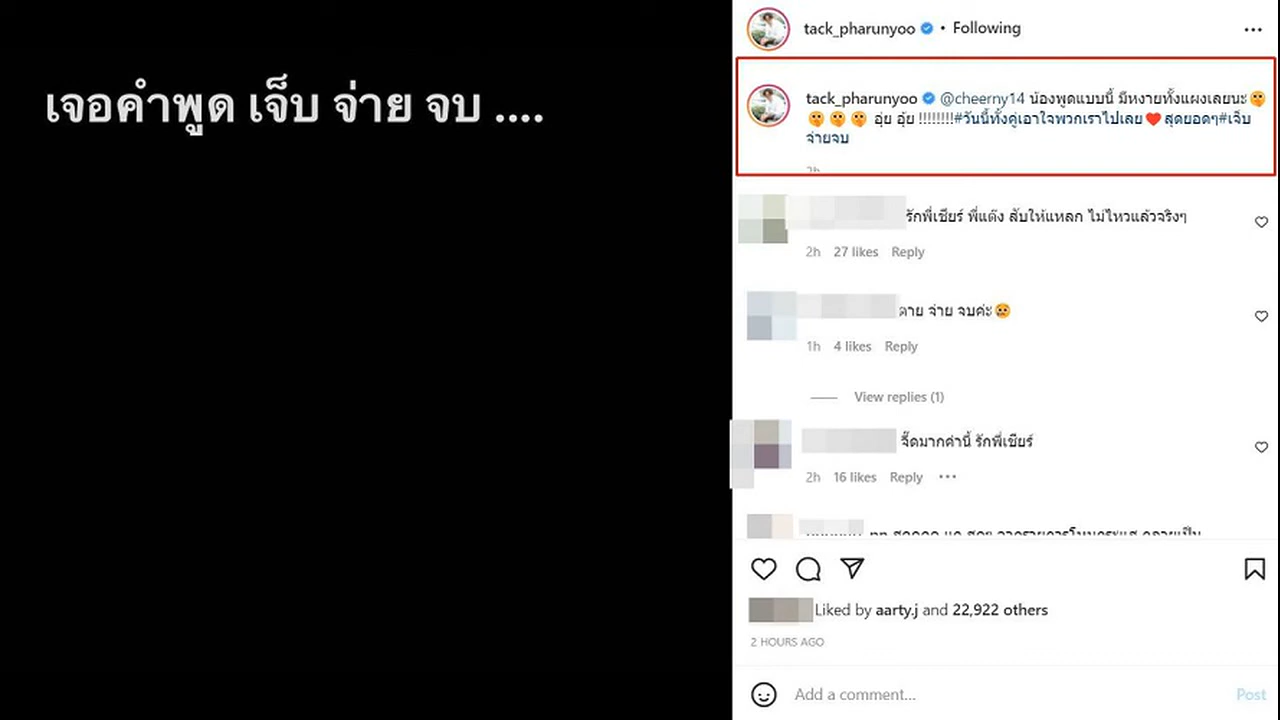 เจอคำพูด เจ็บ จ่าย จบ ....
tack_pharunyoo • Following
tack_pharunyoo @cheerny14 น้องพูดแบบนี้ มีหงายทั้งแผงเลยนะ🤫
🤫 🤫 🤫 อุ่ย อุ้ย !!!!!!!!#วันนี้ทั้งคู่เอาใจพวกเราไปเลย❤️สุดยอดๆ#เจ็บ
จ่ายจบ
2h
รักพี่เชียร์ พี่แต๊ง สับให้แหลก ไม่ไหวแล้วจริงๆ
2h 27 likes Reply
ตาย จ่าย จบค่ะ😢
1h 4 likes Reply
View replies (1)
จี๊ดมากค่านี้ รักพี่เชียร์
2h 16 likes Reply
Liked by aarty.j and 22,922 others
2 HOURS AGO
Add a comment... Post